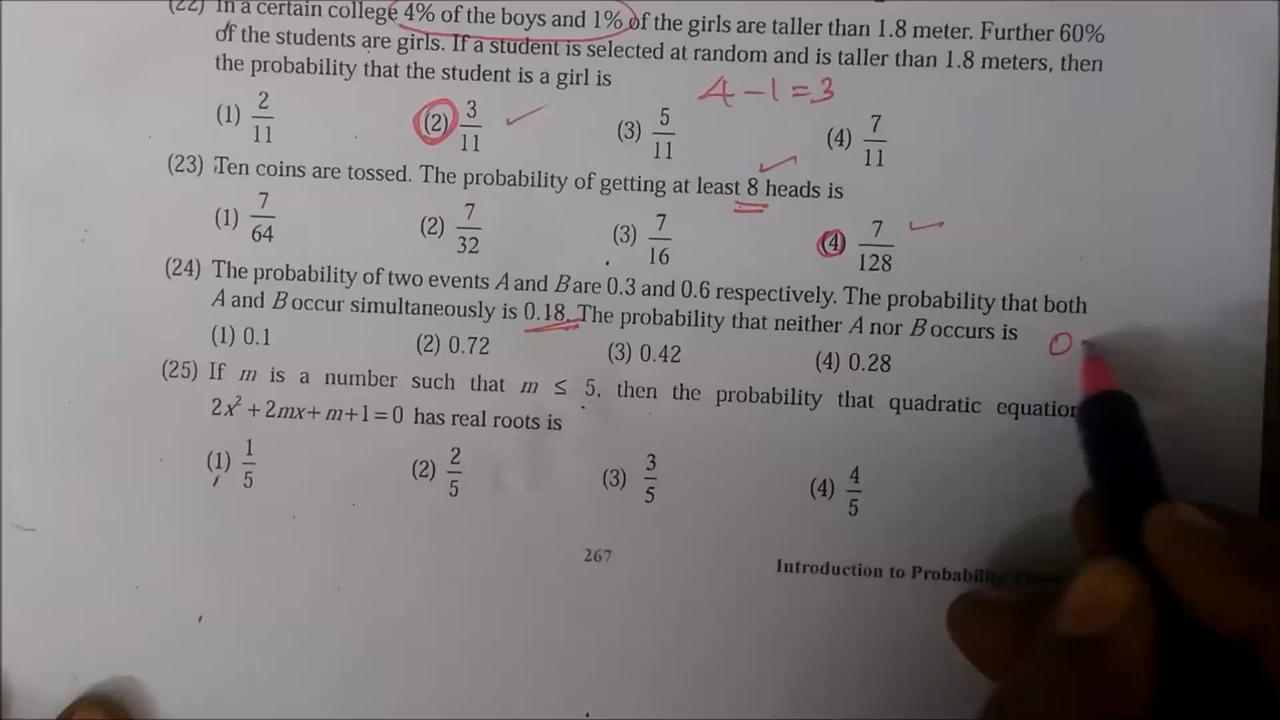 (22) In a certain college 4% of the boys and 1% of the girls are taller than 1.8 meter. Further 60%
of the students are girls. If a student is selected at random and is taller than 1.8 meters, then
the probability that the student is a girl is
4 - 1 = 3
(1) 2/11 (2) 3/11 (3) 5/11 (4) 7/11
(23) Ten coins are tossed. The probability of getting at least 8 heads is
(1) 7/64 (2) 7/32 (3) 7/16 (4) 7/128
(24) The probability of two events A and B are 0.3 and 0.6 respectively. The probability that both
A and B occur simultaneously is 0.18. The probability that neither A nor B occurs is
0
(1) 0.1 (2) 0.72 (3) 0.42 (4) 0.28
(25) If m is a number such that m ≤ 5, then the probability that quadratic equation
2x² + 2mx + m + 1 = 0 has real roots is
(1) 1/5 (2) 2/5 (3) 3/5 (4) 4/5
267
Introduction to Probability